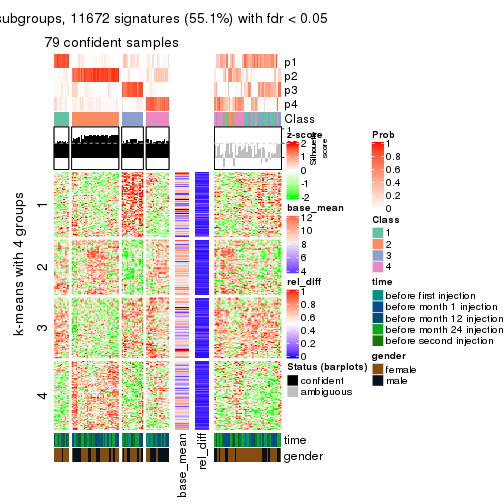 subgroups, 11672 signatures (55.1%) with fdr < 0.05
79 confident samples
p1
p2
p3
p4
Class
1
Silhouette
score
k-means with 4 groups
1
2
3
4
time
gender
base_mean
rel_diff
z-score
2
1
0
-1
-2
base_mean
12
10
8
6
4
rel_diff
1
0.8
0.6
0.4
0.2
0
Status (barplots)
confident
ambiguous
Prob
1
0.8
0.6
0.4
0.2
0
Class
1
2
3
4
time
before first injection
before month 1 injection
before month 12 injection
before month 24 injection
before second injection
gender
female
male